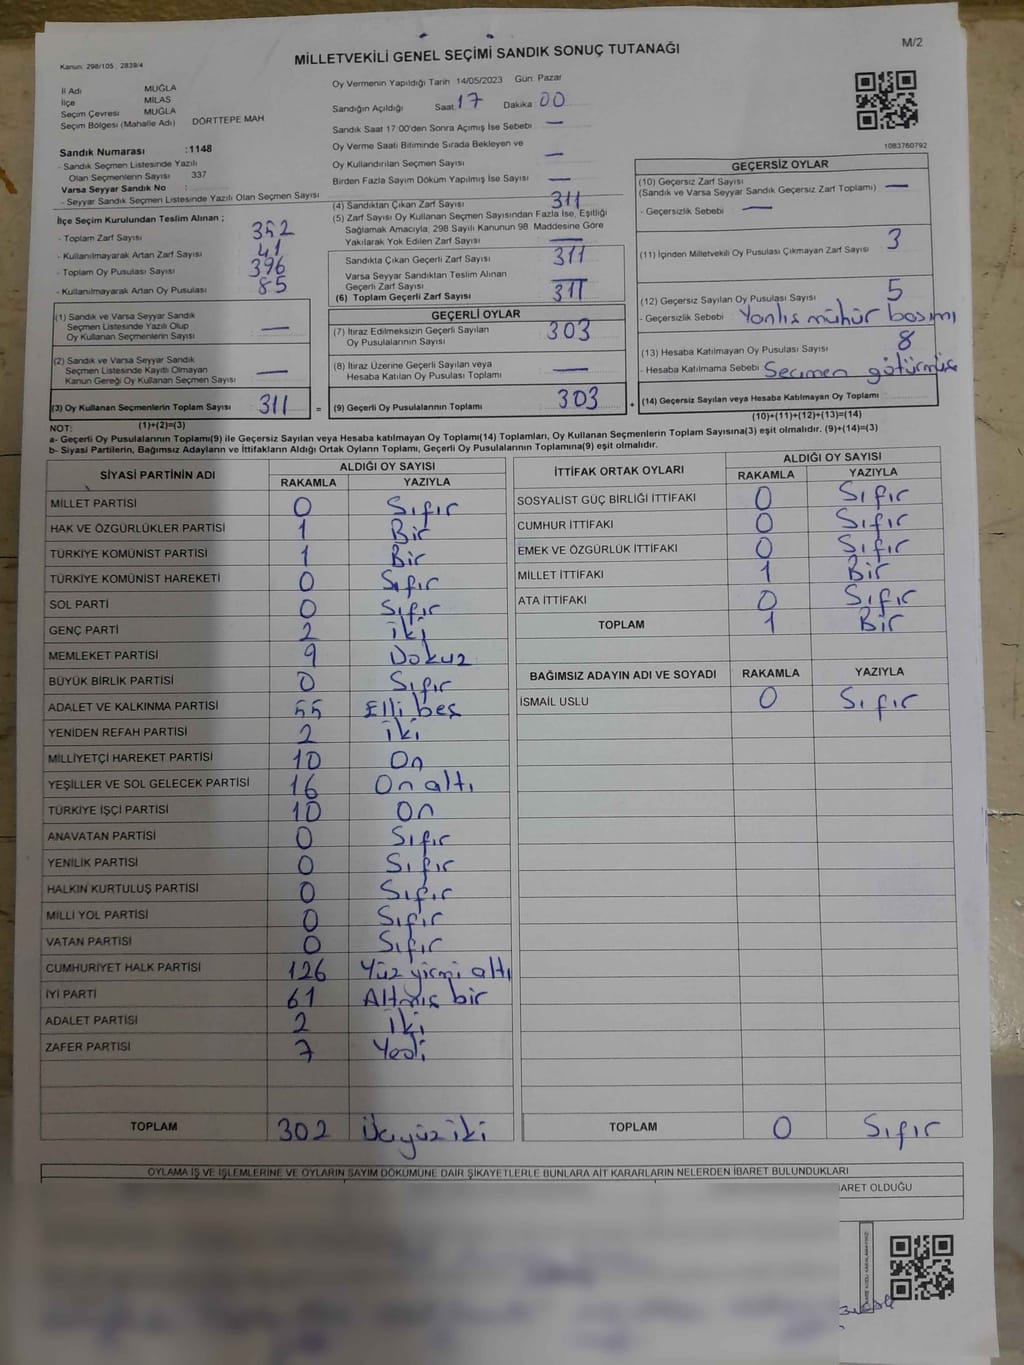 MİLLETVEKİLİ GENEL SEÇİMİ SANDIK SONUÇ TUTANAĞI
M/2
Kanun: 298/105 2839/4
İl Adı MUĞLA
İlçe MİLAS
Seçim Çevresi MUĞLA
Seçim Bölgesi (Mahalle Adı) DÖRTTEPE MAH.
Sandık Numarası :1148
- Sandık Seçmen Listesinde Yazılı
Olan Seçmenlerin Sayısı 337
Varsa Seyyar Sandık No :
- Seyyar Sandık Seçmen Listesinde Yazılı Olan Seçmen Sayısı
İlçe Seçim Kurulundan Teslim Alınan ;
- Toplam Zarf Sayısı 352
- Kullanılmayarak Artan Zarf Sayısı 41
- Toplam Oy Pusulası Sayısı 396
- Kullanılmayarak Artan Oy Pusulası 85
(1) Sandık ve Varsa Seyyar Sandık
Seçmen Listesinde Yazılı Olup
Oy Kullanan Seçmenlerin Sayısı —
(2) Sandık ve Varsa Seyyar Sandık
Seçmen Listesinde Kayıtlı Olmayan
Kanun Gereği Oy Kullanan Seçmen Sayısı —
(3) Oy Kullanan Seçmenlerin Toplam Sayısı 311 =
(1)+(2)=(3)
Oy Vermenin Yapıldığı Tarih 14/05/2023 Gün: Pazar
Sandığın Açıldığı Saat 17 Dakika 00
Sandık Saat 17:00'den Sonra Açımış İse Sebebi —
Oy Verme Saati Bitiminde Sırada Bekleyen ve
Oy Kullandırılan Seçmen Sayısı —
Birden Fazla Sayım Döküm Yapılmış İse Sayısı —
(4) Sandıktan Çıkan Zarf Sayısı 311
(5) Zarf Sayısı Oy Kullanan Seçmen Sayısından Fazla İse, Eşitliği
Sağlamak Amacıyla, 298 Sayılı Kanunun 98. Maddesine Göre
Yakılarak Yok Edilen Zarf Sayısı —
Sandıkta Çıkan Geçerli Zarf Sayısı 311
Varsa Seyyar Sandıktan Teslim Alınan
Geçerli Zarf Sayısı —
(6) Toplam Geçerli Zarf Sayısı 311
GEÇERLİ OYLAR
(7) İtiraz Edilmeksizin Geçerli Sayılan
Oy Pusulalarının Sayısı 303
(8) İtiraz Üzerine Geçerli Sayılan veya
Hesaba Katılan Oy Pusulası Toplamı —
(9) Geçerli Oy Pusulalarının Toplamı 303 +
1083760792
GEÇERSİZ OYLAR
(10) Geçersiz Zarf Sayısı
(Sandık ve Varsa Seyyar Sandık Geçersiz Zarf Toplamı) —
- Geçersizlik Sebebi —
(11) İçinden Milletvekili Oy Pusulası Çıkmayan Zarf Sayısı 3
(12) Geçersiz Sayılan Oy Pusulası Sayısı 5
- Geçersizlik Sebebi Yanlış mühür basımı
(13) Hesaba Katılmayan Oy Pusulası Sayısı 8
- Hesaba Katılmama Sebebi Seçmen götürmüş
(14) Geçersiz Sayılan veya Hesaba Katılmayan Oy Toplamı
(10)+(11)+(12)+(13)=(14)
NOT:
a- Geçerli Oy Pusulalarının Toplamı(9) ile Geçersiz Sayılan veya Hesaba katılmayan Oy Toplamı(14) Toplamları, Oy Kullanan Seçmenlerin Toplam Sayısına(3) eşit olmalıdır. (9)+(14)=(3)
b- Siyasi Partilerin, Bağımsız Adayların ve İttifakların Aldığı Ortak Oyların Toplamı, Geçerli Oy Pusulalarının Toplamına(9) eşit olmalıdır.
SİYASİ PARTİNİN ADI
ALDIĞI OY SAYISI
RAKAMLA YAZIYLA
MİLLET PARTİSİ 0 Sıfır
HAK VE ÖZGÜRLÜKLER PARTİSİ 1 Bir
TÜRKİYE KOMÜNİST PARTİSİ 1 Bir
TÜRKİYE KOMÜNİST HAREKETİ 0 Sıfır
SOL PARTİ 0 Sıfır
GENÇ PARTİ 2 İki
MEMLEKET PARTİSİ 9 Dokuz
BÜYÜK BİRLİK PARTİSİ 0 Sıfır
ADALET VE KALKINMA PARTİSİ 55 Elli beş
YENİDEN REFAH PARTİSİ 2 İki
MİLLİYETÇİ HAREKET PARTİSİ 10 On
YEŞİLLER VE SOL GELECEK PARTİSİ 16 On altı
TÜRKİYE İŞÇİ PARTİSİ 10 On
ANAVATAN PARTİSİ 0 Sıfır
YENİLİK PARTİSİ 0 Sıfır
HALKIN KURTULUŞ PARTİSİ 0 Sıfır
MİLLİ YOL PARTİSİ 0 Sıfır
VATAN PARTİSİ 0 Sıfır
CUMHURİYET HALK PARTİSİ 126 Yüz yirmi altı
İYİ PARTİ 61 Altmış bir
ADALET PARTİSİ 2 İki
ZAFER PARTİSİ 7 Yedi
TOPLAM 302 Üçyüz iki
İTTİFAK ORTAK OYLARI
ALDIĞI OY SAYISI
RAKAMLA YAZIYLA
SOSYALİST GÜÇ BİRLİĞİ İTTİFAKI 0 Sıfır
CUMHUR İTTİFAKI 0 Sıfır
EMEK VE ÖZGÜRLÜK İTTİFAKI 0 Sıfır
MİLLET İTTİFAKI 1 Bir
ATA İTTİFAKI 0 Sıfır
TOPLAM 1 Bir
BAĞIMSIZ ADAYIN ADI VE SOYADI RAKAMLA YAZIYLA
İSMAİL USLU 0 Sıfır
TOPLAM 0 Sıfır
OYLAMA İŞ VE İŞLEMLERİNE VE OYLARIN SAYIM DÖKÜMÜNE DAİR ŞİKAYETLERLE BUNLARA AİT KARARLARIN NELERDEN İBARET BULUNDUKLARI
BARET OLDUĞU